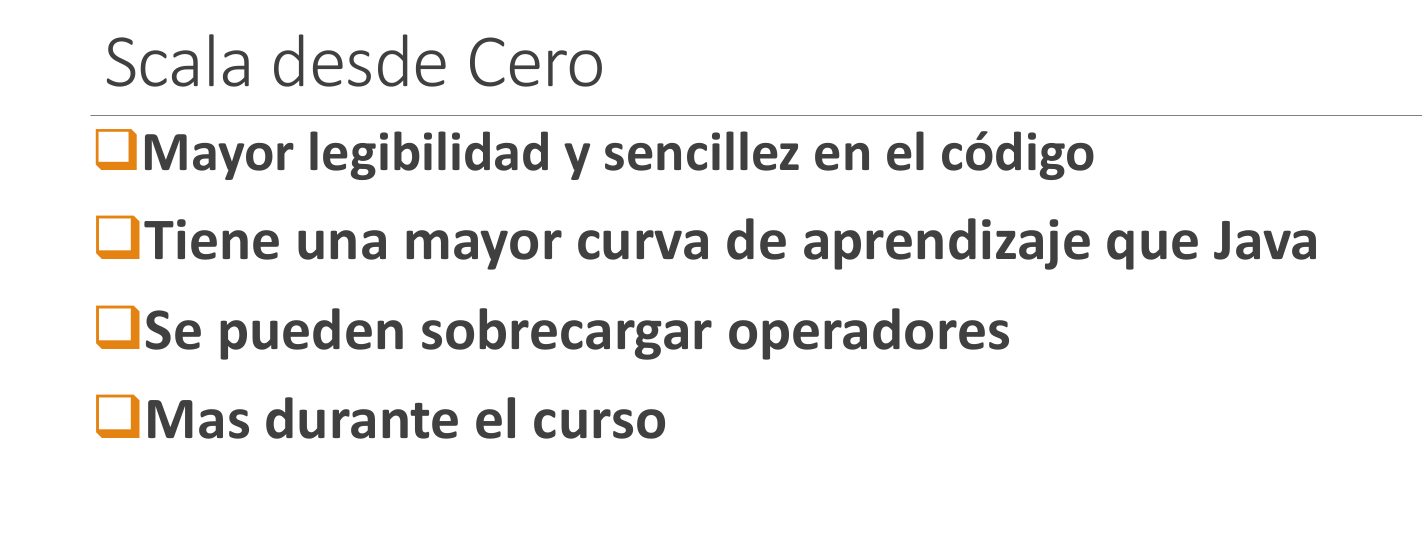 Scala desde Cero
Mayor legibilidad y sencillez en el código
Tiene una mayor curva de aprendizaje que Java
Se pueden sobrecargar operadores
Mas durante el curso